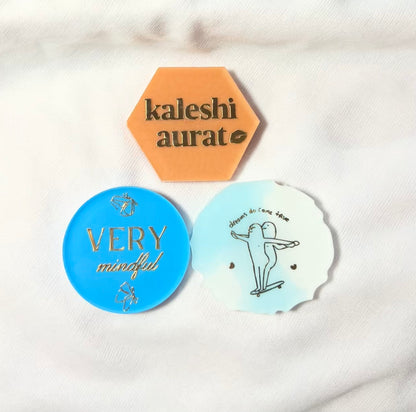 kaleshi
aurat
VERY
mindful
dreams do come true